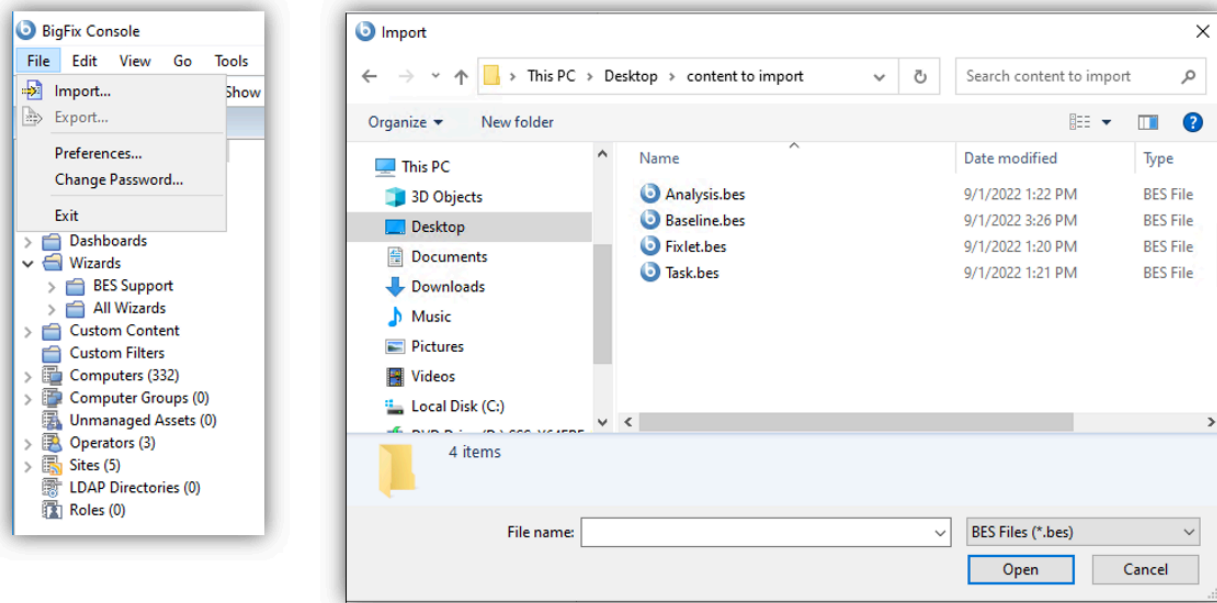 BigFix Console
File Edit View Go Tools
Import...
Show
Export...
Preferences...
Change Password...
Exit
Dashboards
Wizards
BES Support
All Wizards
Custom Content
Custom Filters
Computers (332)
Computer Groups (0)
Unmanaged Assets (0)
Operators (3)
Sites (5)
LDAP Directories (0)
Roles (0)
Import
This PC > Desktop > content to import
Search content to import
Organize New folder
This PC
3D Objects
Desktop
Documents
Downloads
Music
Pictures
Videos
Local Disk (C:)
Name Date modified Type
Analysis.bes 9/1/2022 1:22 PM BES File
Baseline.bes 9/1/2022 3:26 PM BES File
Fixlet.bes 9/1/2022 1:20 PM BES File
Task.bes 9/1/2022 1:21 PM BES File
4 items
File name: BES Files (*.bes)
Open Cancel